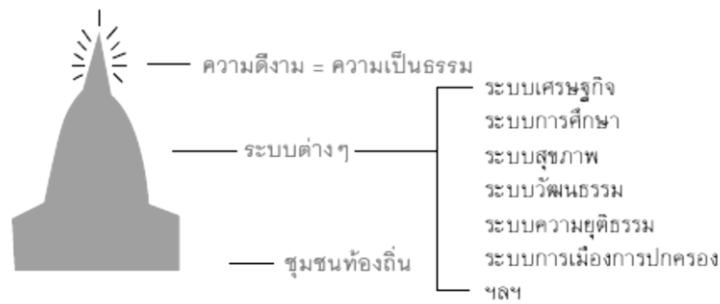 ความดีงาม = ความเป็นธรรม
ระบบต่างๆ
ระบบเศรษฐกิจ
ระบบการศึกษา
ระบบสุขภาพ
ระบบวัฒนธรรม
ระบบความยุติธรรม
ระบบการเมืองการปกครอง
ฯลฯ
ชุมชนท้องถิ่น